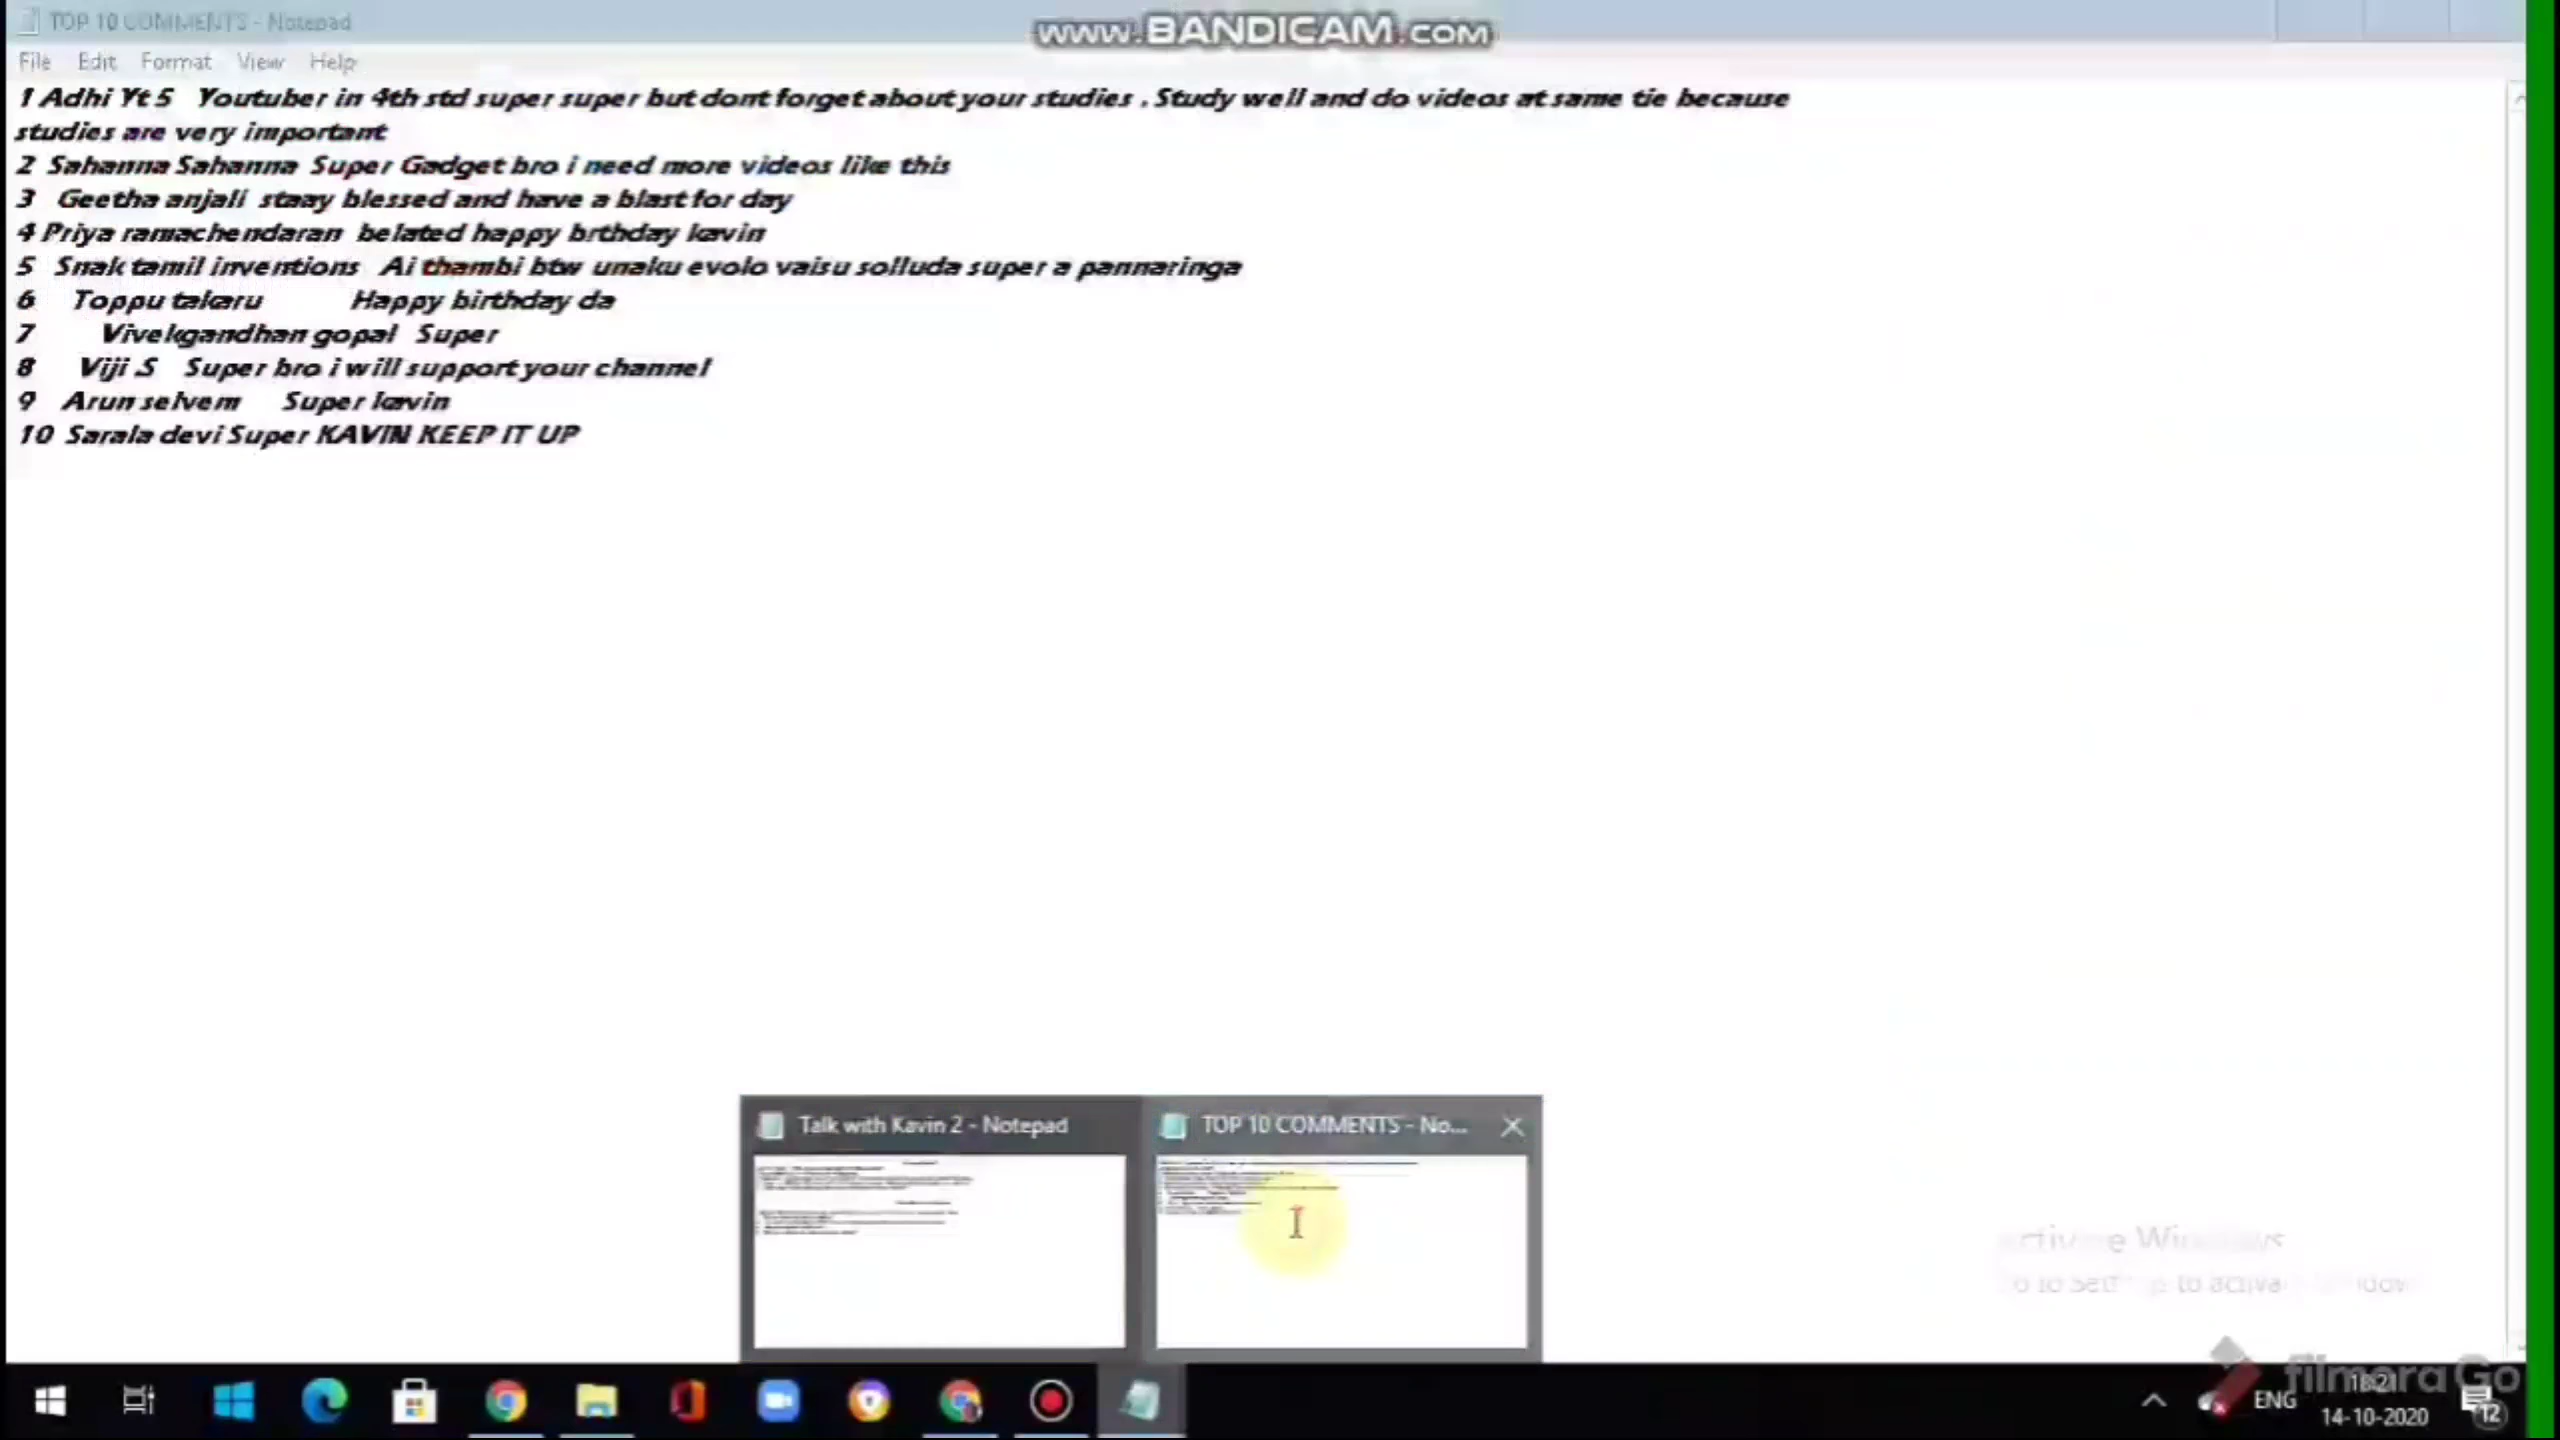 TOP 10 COMMENTS - Notepad
www.BANDICAM.com
File Edit Format View Help
1 Adhi Yt 5 Youtuber in 4th std super super but dont forget about your studies . Study well and do videos at same tie because
studies are very important
2 Sahanna Sahanna Super Gadget bro i need more videos like this
3 Geetha anjali staay blessed and have a blast for day
4 Priya ramachendaran belated happy brthday kavin
5 Snak tamil inventions Ai thambi btw unaku evolo vaisu solluda super a pannaringa
6 Toppu takaru Happy birthday da
7 Vivekgandhan gopal Super
8 Viji .S Super bro i will support your channel
9 Arun selvem Super kavin
10 Sarala devi Super KAVIN KEEP IT UP
Talk with Kavin 2 - Notepad
TOP 10 COMMENTS - No...
filmora Go
18:21
ENG
14-10-2020
12